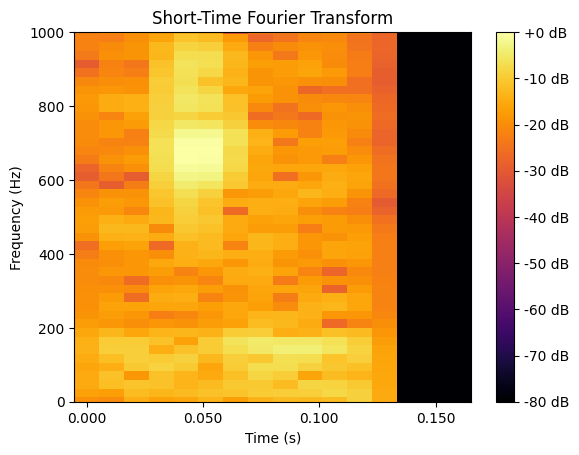 Short-Time Fourier Transform
Frequency (Hz)
1000
800
600
400
200
0
0.000
0.050
0.100
0.150
Time (s)
+0 dB
-10 dB
-20 dB
-30 dB
-40 dB
-50 dB
-60 dB
-70 dB
-80 dB